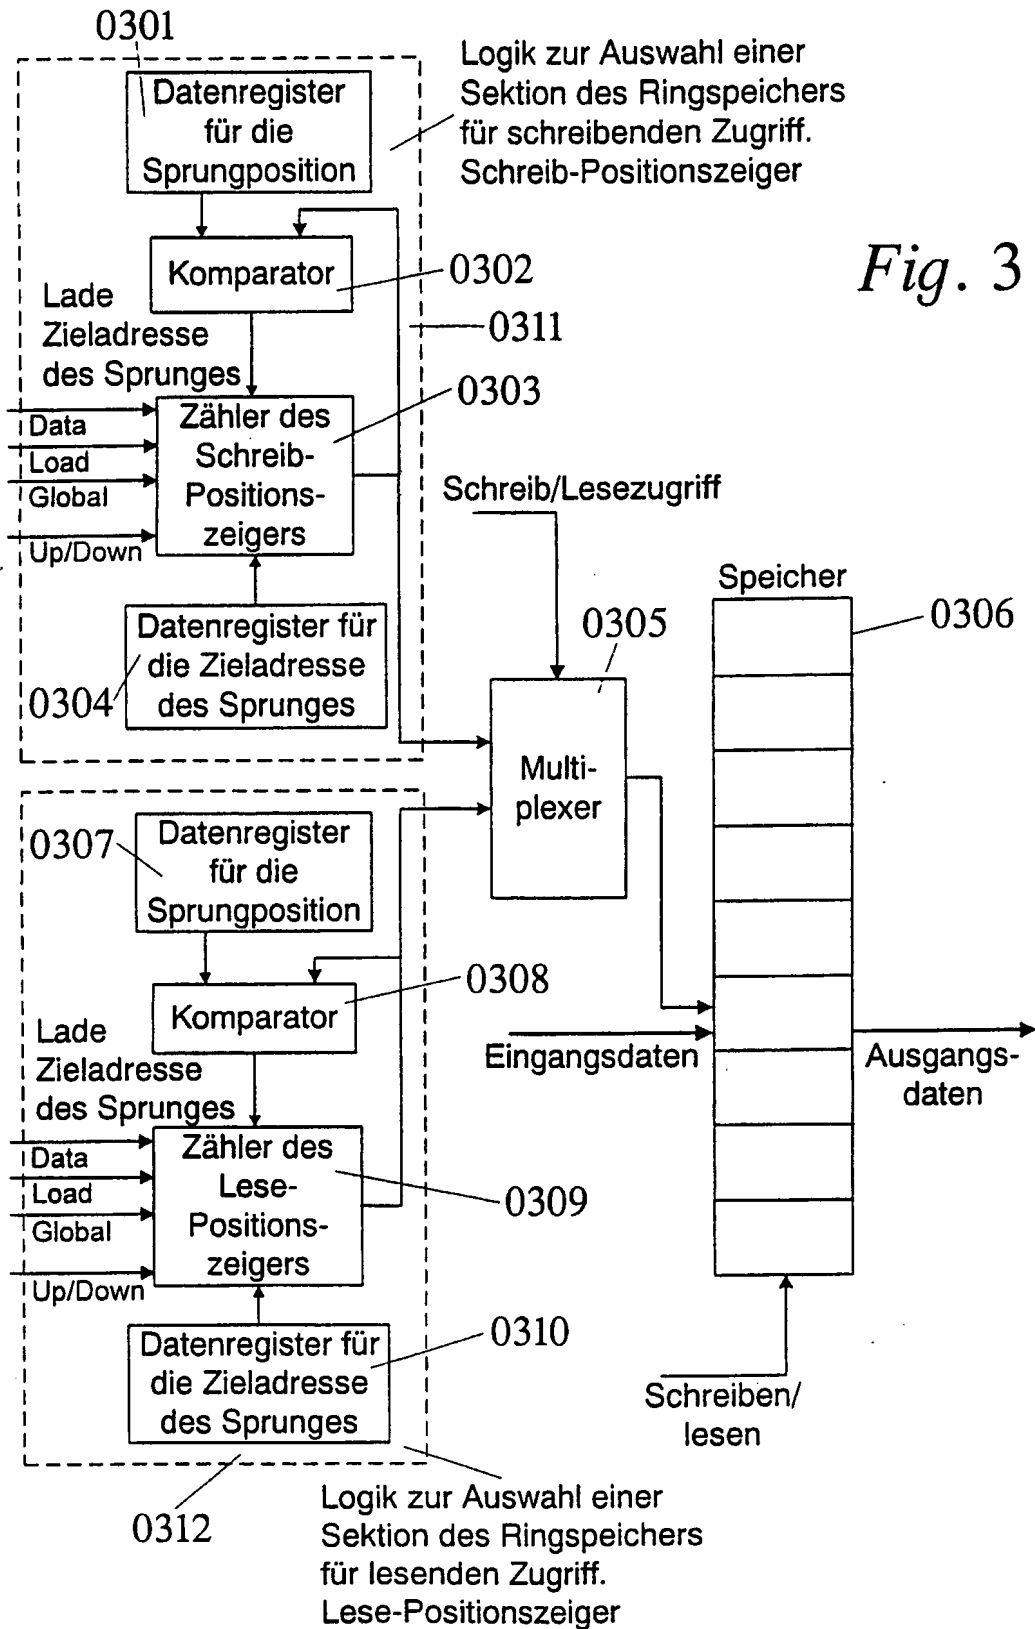 0301
Logik zur Auswahl einer
Sektion des Ringspeichers
für schreibenden Zugriff.
Schreib-Positionszeiger
Datenregister
für die
Sprungposition
Fig. 3
Komparator
0302
Lade
Zieladresse
des Sprunges
0311
0303
Zähler des
Schreib-
Positions-
zeigers
Data
Load
Global
Up/Down
Schreib/Lesezugriff
Speicher
0306
0305
Datenregister für
die Zieladresse
des Sprunges
0304
Multi-
plexer
0307
Datenregister
für die
Sprungposition
0308
Komparator
Lade
Zieladresse
des Sprunges
Eingangsdaten
Ausgangs-
daten
Zähler des
Lese-
Positions-
zeigers
0309
Data
Load
Global
Up/Down
0310
Datenregister für
die Zieladresse
des Sprunges
Schreiben/
lesen
0312
Logik zur Auswahl einer
Sektion des Ringspeichers
für lesenden Zugriff.
Lese-Positionszeiger